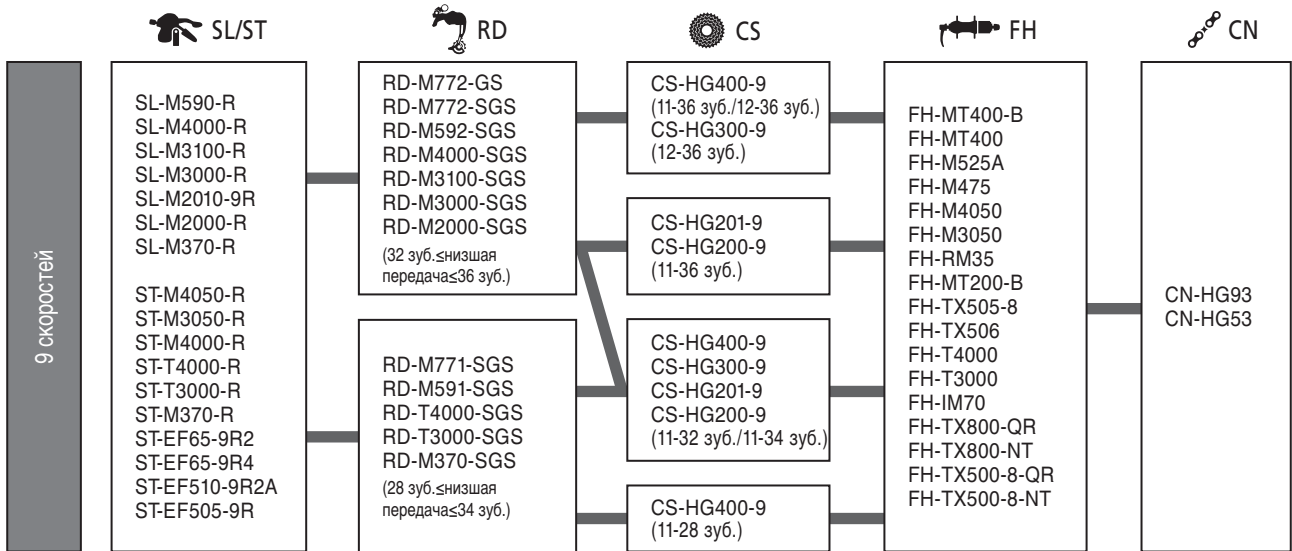 SL/ST
RD
CS
FH
CN
9 скоростей
SL-M590-R
SL-M4000-R
SL-M3100-R
SL-M3000-R
SL-M2010-9R
SL-M2000-R
SL-M370-R
ST-M4050-R
ST-M3050-R
ST-M4000-R
ST-T4000-R
ST-T3000-R
ST-M370-R
ST-EF65-9R2
ST-EF65-9R4
ST-EF510-9R2A
ST-EF505-9R
RD-M772-GS
RD-M772-SGS
RD-M592-SGS
RD-M4000-SGS
RD-M3100-SGS
RD-M3000-SGS
RD-M2000-SGS
(32 зуб.≤низшая
передача≤36 зуб.)
RD-M771-SGS
RD-M591-SGS
RD-T4000-SGS
RD-T3000-SGS
RD-M370-SGS
(28 зуб.≤низшая
передача≤34 зуб.)
CS-HG400-9
(11-36 зуб./12-36 зуб.)
CS-HG300-9
(12-36 зуб.)
CS-HG201-9
CS-HG200-9
(11-36 зуб.)
CS-HG400-9
CS-HG300-9
CS-HG201-9
CS-HG200-9
(11-32 зуб./11-34 зуб.)
CS-HG400-9
(11-28 зуб.)
FH-MT400-B
FH-MT400
FH-M525A
FH-M475
FH-M4050
FH-M3050
FH-RM35
FH-MT200-B
FH-TX505-8
FH-TX506
FH-T4000
FH-T3000
FH-IM70
FH-TX800-QR
FH-TX800-NT
FH-TX500-8-QR
FH-TX500-8-NT
CN-HG93
CN-HG53